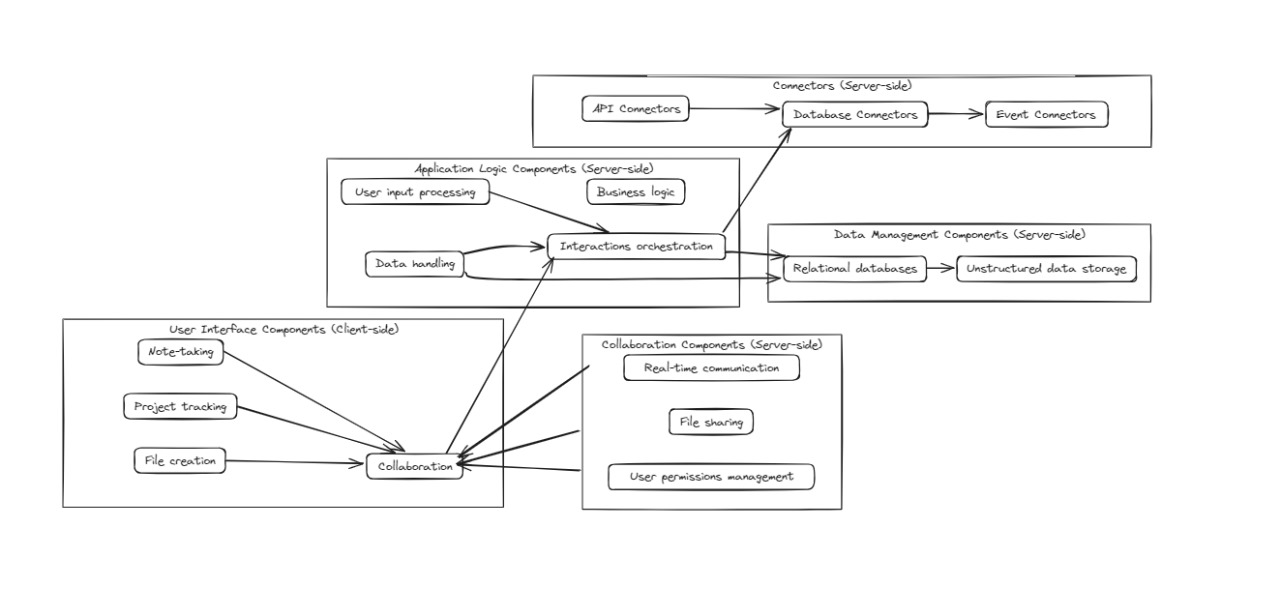 Connectors (Server-side)
API Connectors
Database Connectors
Event Connectors
Application Logic Components (Server-side)
User input processing
Business logic
Interactions orchestration
Data handling
Data Management Components (Server-side)
Relational databases
Unstructured data storage
User Interface Components (Client-side)
Note-taking
Project tracking
File creation
Collaboration
Collaboration Components (Server-side)
Real-time communication
File sharing
User permissions management